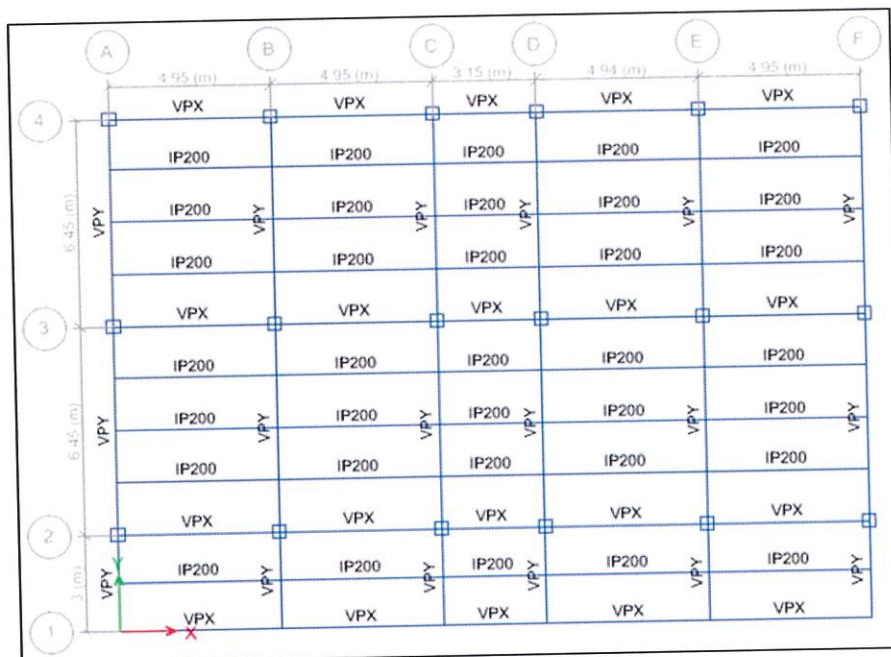 A B C D E F
4.95 (m) 4.95 (m) 3.15 (m) 4.94 (m) 4.95 (m)
4 VPX VPX VPX VPX VPX
IP200 IP200 IP200 IP200 IP200
6.45 (m) VPY IP200 VPY IP200 VPY IP200 VPY IP200 VPY IP200 VPY
IP200 IP200 IP200 IP200 IP200
3 VPX VPX VPX VPX VPX
IP200 IP200 IP200 IP200 IP200
6.45 (m) VPY IP200 VPY IP200 VPY IP200 VPY IP200 VPY IP200 VPY
IP200 IP200 IP200 IP200 IP200
2 VPX VPX VPX VPX VPX
3 (m) VPY Y IP200 VPY IP200 VPY IP200 VPY IP200 VPY IP200 VPY
1 X VPX VPX VPX VPX VPX